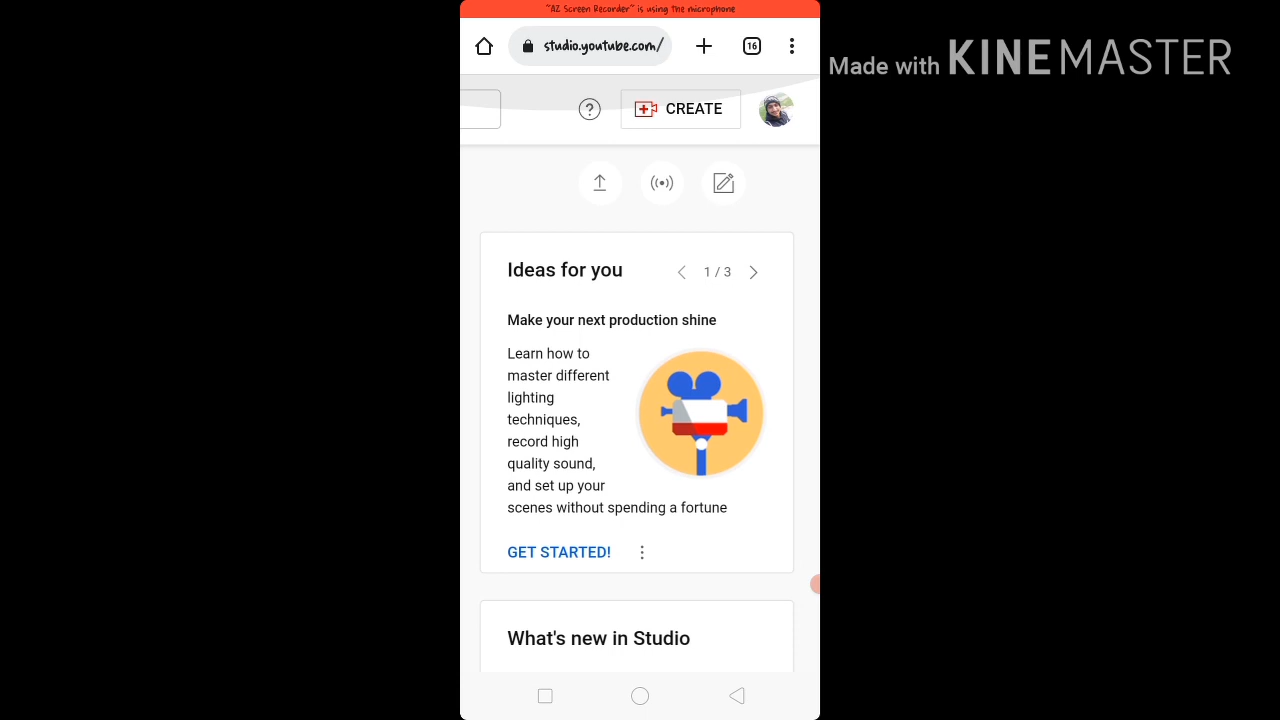 "AZ Screen Recorder" is using the microphone
studio.youtube.com/
16
Made with KINEMASTER
CREATE
Ideas for you
1 / 3
Make your next production shine
Learn how to
master different
lighting
techniques,
record high
quality sound,
and set up your
scenes without spending a fortune
GET STARTED!
What's new in Studio